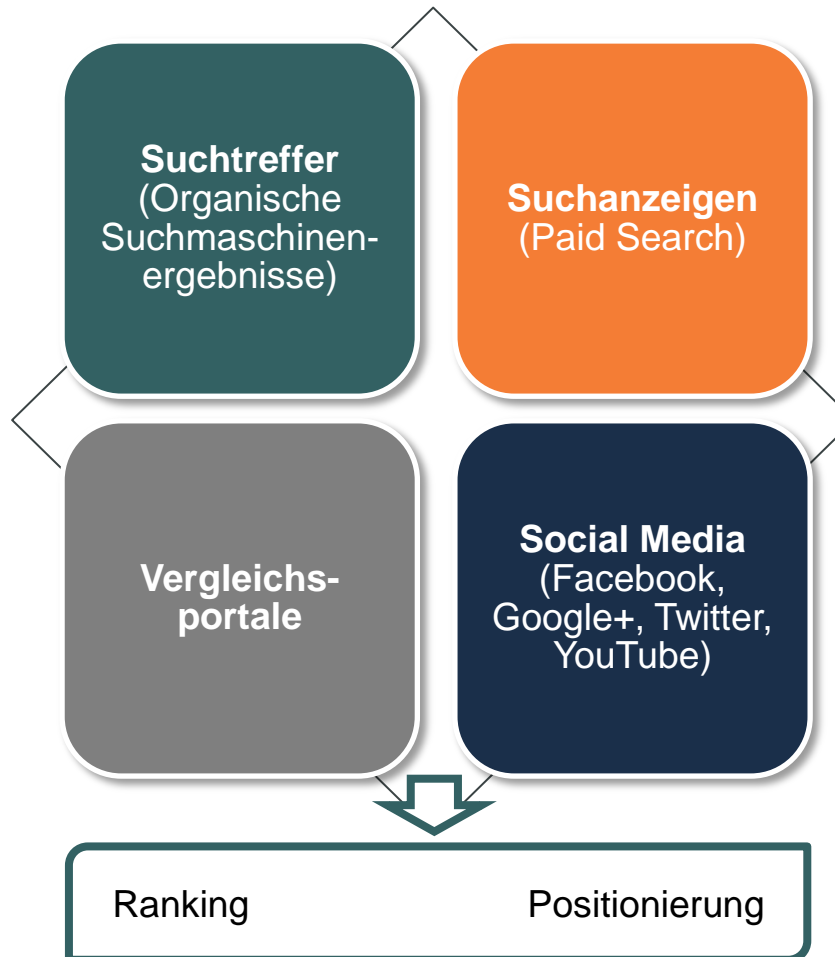 Suchtreffer
(Organische
Suchmaschinen-
ergebnisse)
Suchanzeigen
(Paid Search)
Vergleichs-
portale
Social Media
(Facebook,
Google+, Twitter,
YouTube)
Ranking
Positionierung